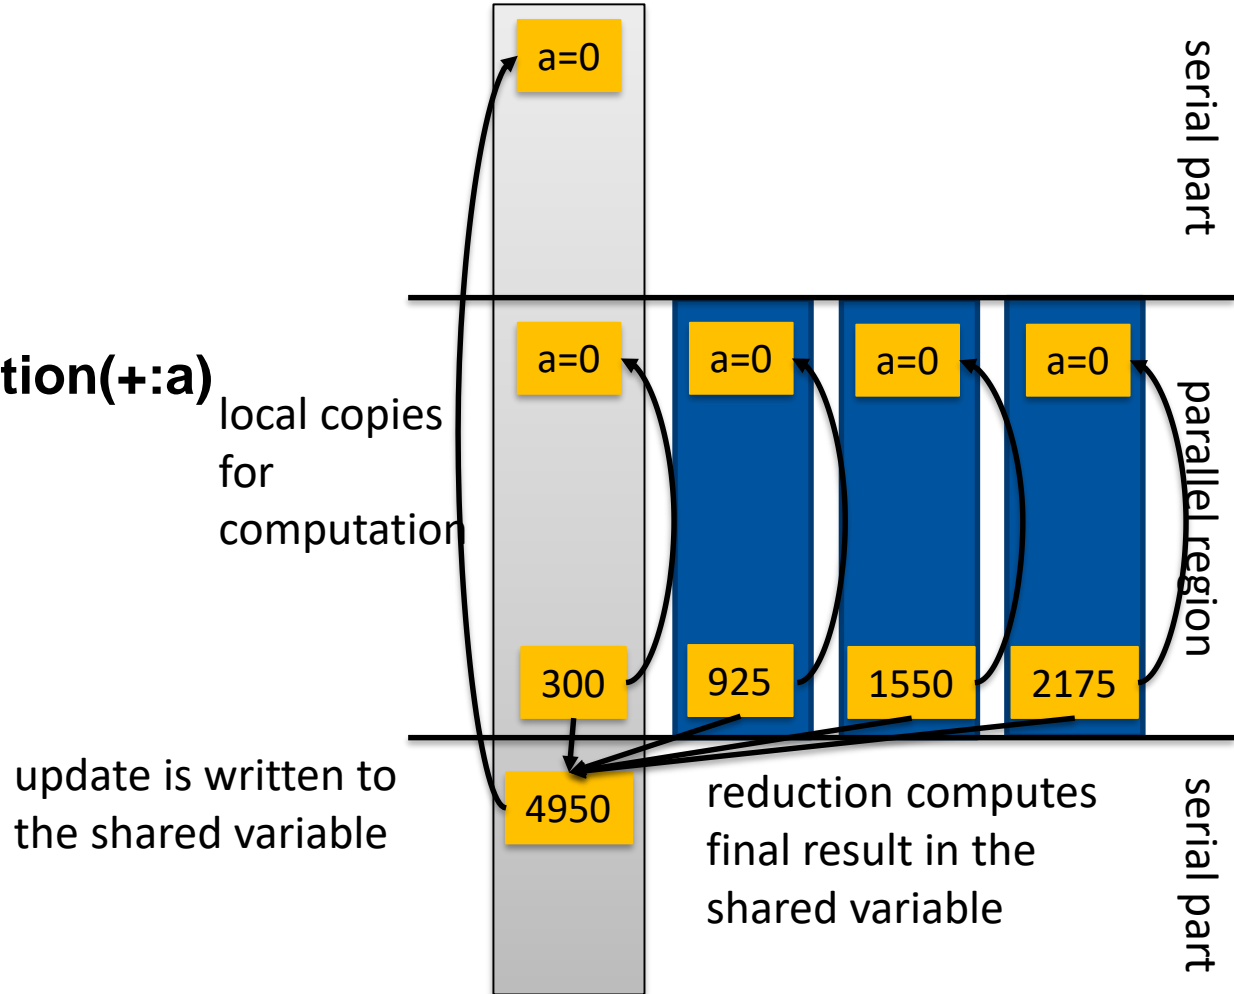 a=0
serial part
tion(+:a)
local copies
for
computation
a=0
a=0
a=0
a=0
parallel region
300
925
1550
2175
update is written to
the shared variable
4950
reduction computes
final result in the
shared variable
serial part